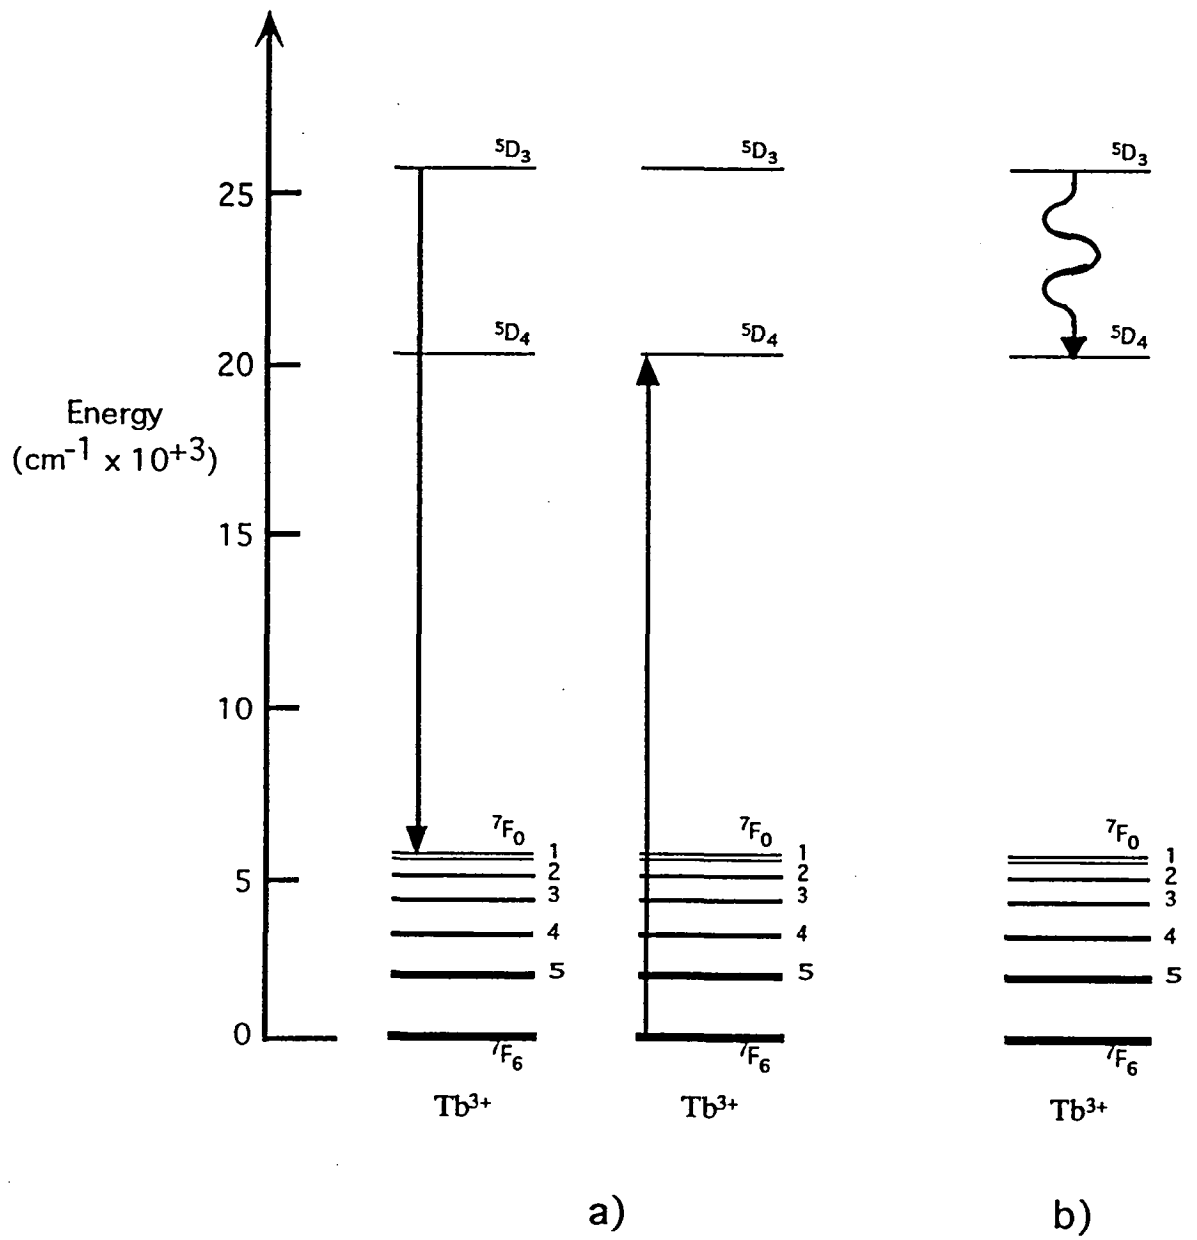 ⁵D₃ ⁵D₃ ⁵D₃
25
⁵D₄ ⁵D₄ ⁵D₄
20
Energy
(cm⁻¹ x 10⁺³)
15
10
⁷F₀ ⁷F₀ ⁷F₀
1 1 1
5 2 2 2
3 3 3
4 4 4
5 5 5
0
⁷F₆ ⁷F₆ ⁷F₆
Tb³⁺ Tb³⁺ Tb³⁺
a) b)